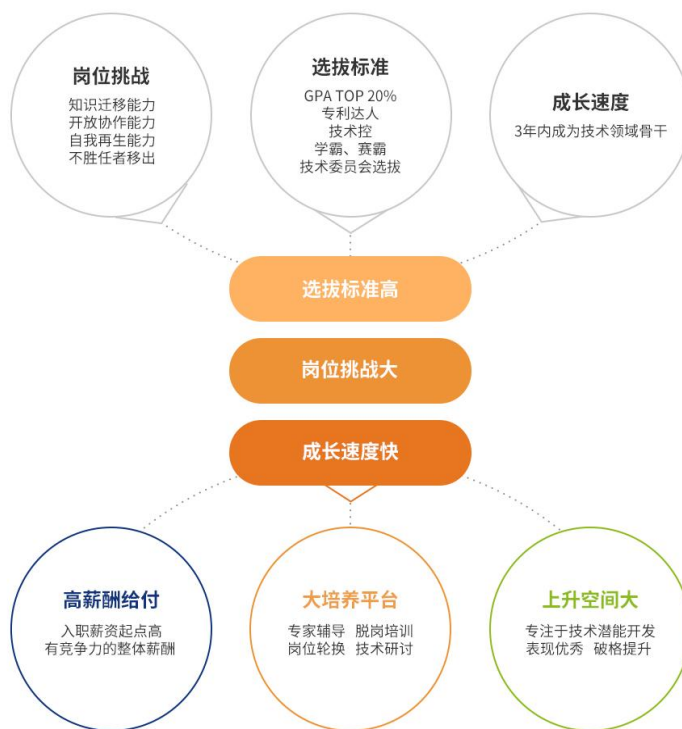 岗位挑战
知识迁移能力
开放协作能力
自我再生能力
不胜任者移出
选拔标准
GPA TOP 20%
专利达人
技术控
学霸、赛霸
技术委员会选拔
成长速度
3年内成为技术领域骨干
选拔标准高
岗位挑战大
成长速度快
高薪酬给付
入职薪资起点高
有竞争力的整体薪酬
大培养平台
专家辅导 脱岗培训
岗位轮换 技术研讨
上升空间大
专注于技术潜能开发
表现优秀 破格提升